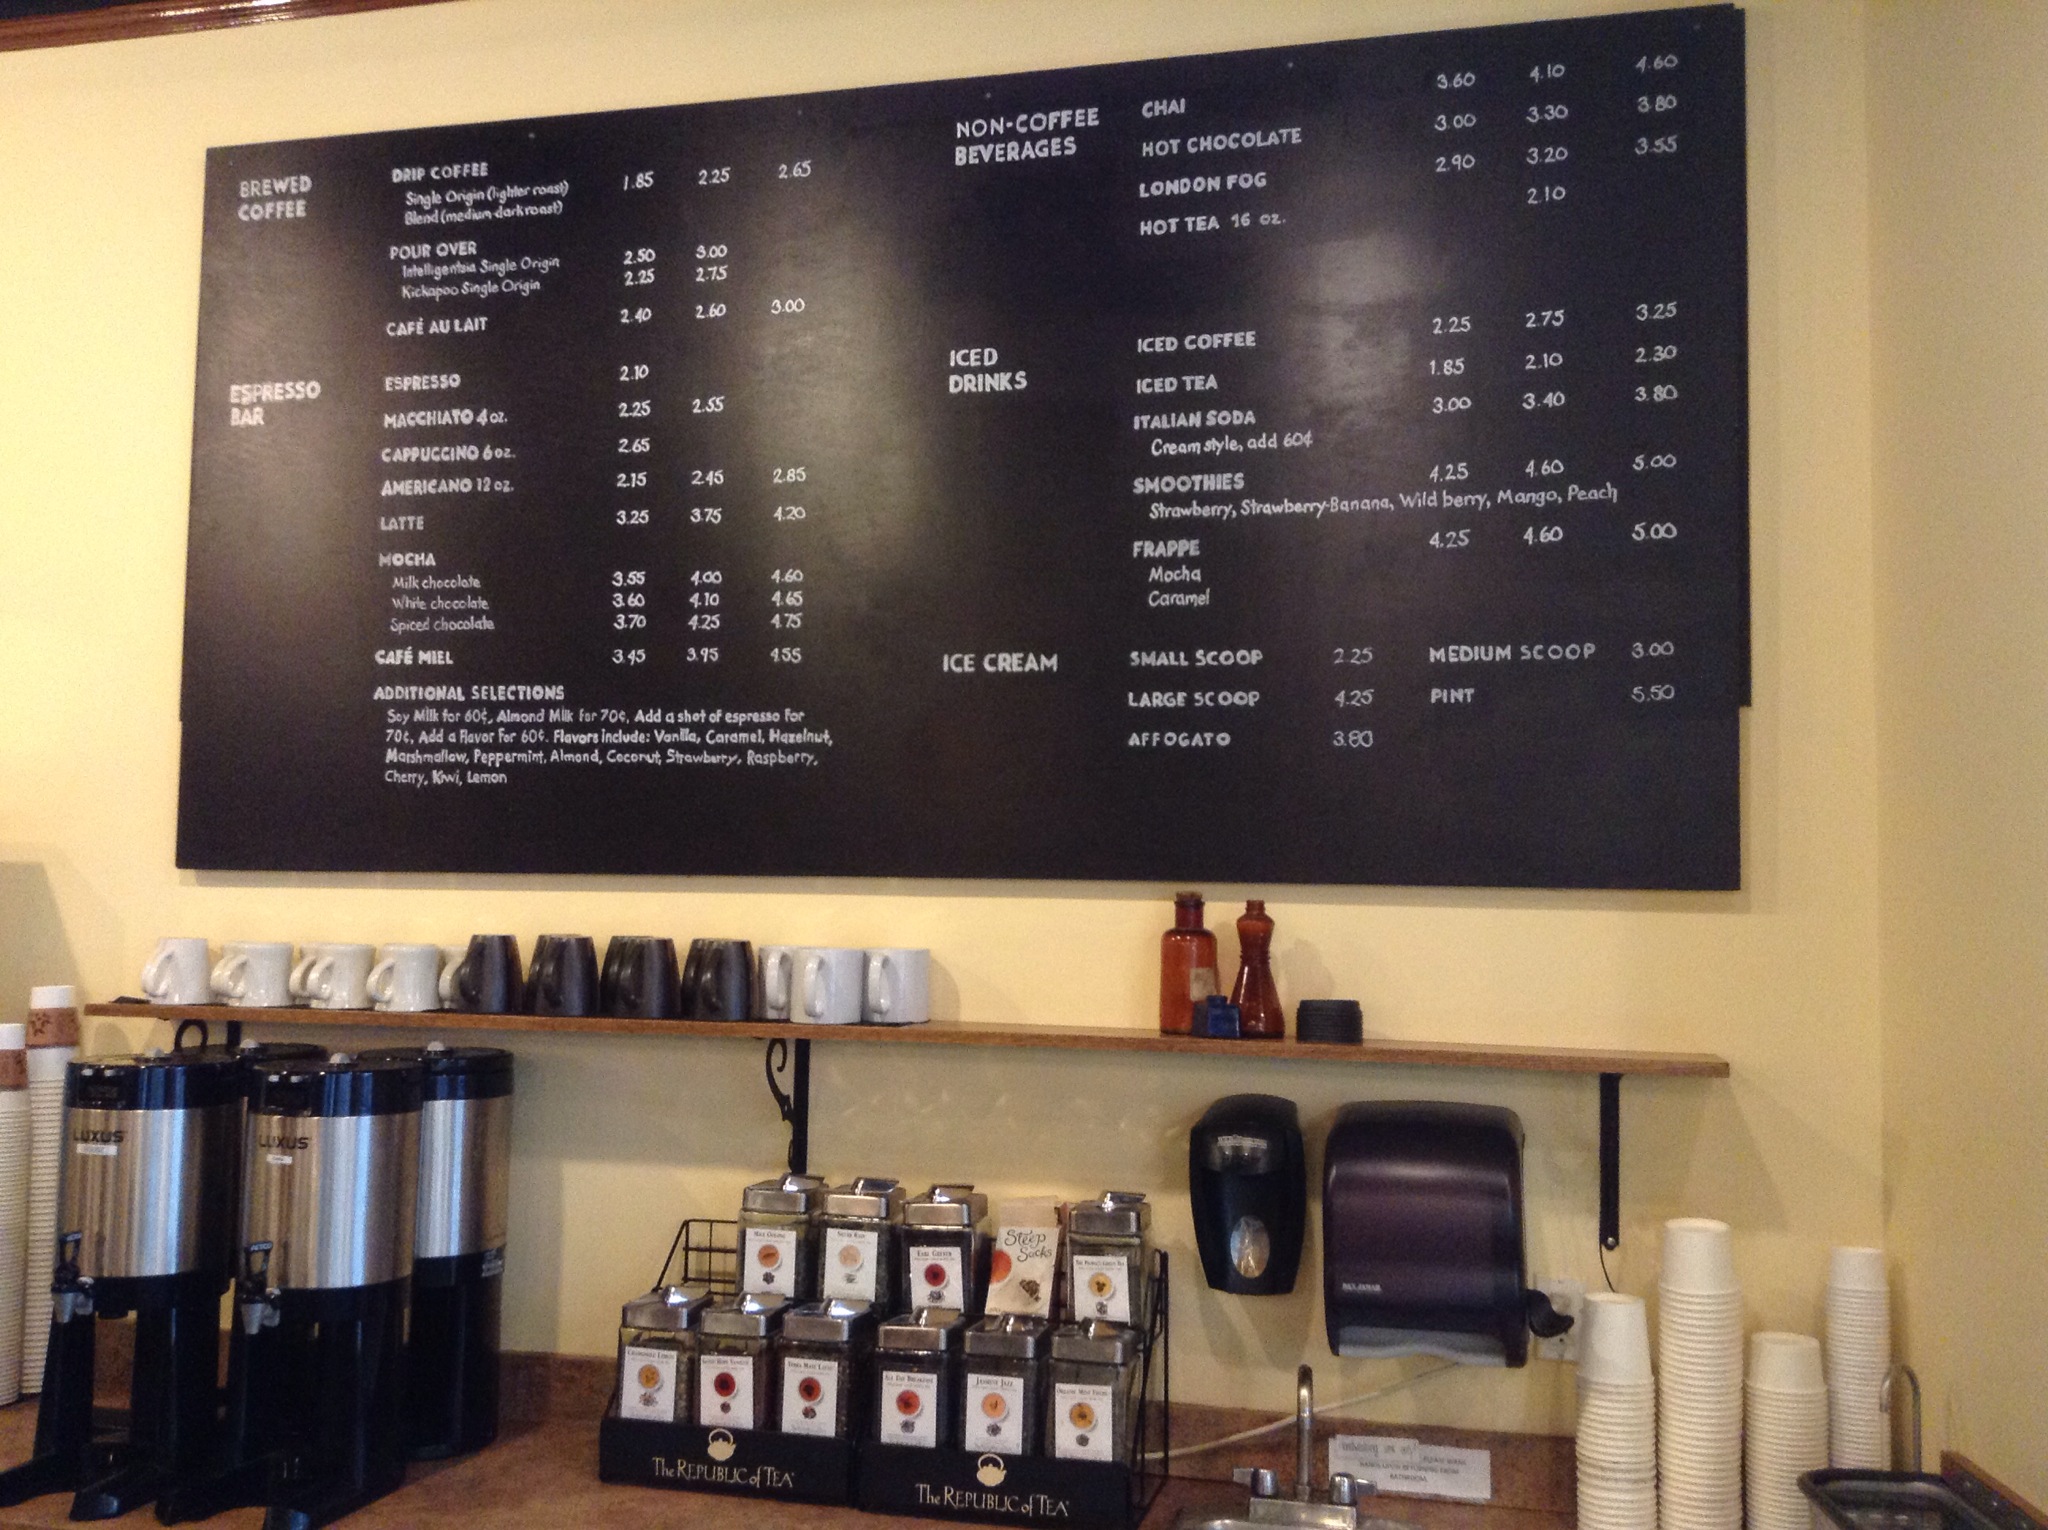 BREWED
COFFEE
DRIP COFFEE 1.85 2.25 2.65
Single Origin (lighter roast)
Blend (medium-dark roast)
POUR OVER
Intelligentsia Single Origin 2.50 3.00
Kickapoo Single Origin 2.25 2.75
CAFÉ AU LAIT 2.40 2.60 3.00
ESPRESSO
BAR
ESPRESSO 2.10
MACCHIATO 4 oz. 2.25 2.55
CAPPUCCINO 6 oz. 2.65
AMERICANO 12 oz. 2.15 2.45 2.85
LATTE 3.25 3.75 4.20
MOCHA
Milk chocolate 3.55 4.00 4.60
White chocolate 3.60 4.10 4.65
Spiced chocolate 3.70 4.25 4.75
CAFÉ MIEL 3.45 3.95 4.55
ADDITIONAL SELECTIONS
Soy Milk for 60¢, Almond Milk for 70¢, Add a shot of espresso for
70¢, Add a Flavor for 60¢. Flavors include: Vanilla, Caramel, Hazelnut,
Marshmallow, Peppermint, Almond, Coconut, Strawberry, Raspberry,
Cherry, Kiwi, Lemon
NON-COFFEE
BEVERAGES
CHAI 3.60 4.10 4.60
HOT CHOCOLATE 3.00 3.30 3.80
LONDON FOG 2.90 3.20 3.55
HOT TEA 16 oz. 2.10
ICED
DRINKS
ICED COFFEE 2.25 2.75 3.25
ICED TEA 1.85 2.10 2.30
ITALIAN SODA 3.00 3.40 3.80
Cream style, add 60¢
SMOOTHIES 4.25 4.60 5.00
Strawberry, Strawberry-Banana, Wild berry, Mango, Peach
FRAPPE 4.25 4.60 5.00
Mocha
Caramel
ICE CREAM
SMALL SCOOP 2.25 MEDIUM SCOOP 3.00
LARGE SCOOP 4.25 PINT 5.50
AFFOGATO 3.80
LUXUS
LUXUS
Steep
Socks
EARL GREYER
JASMINE JAZZ
The REPUBLIC of TEA
The REPUBLIC of TEA